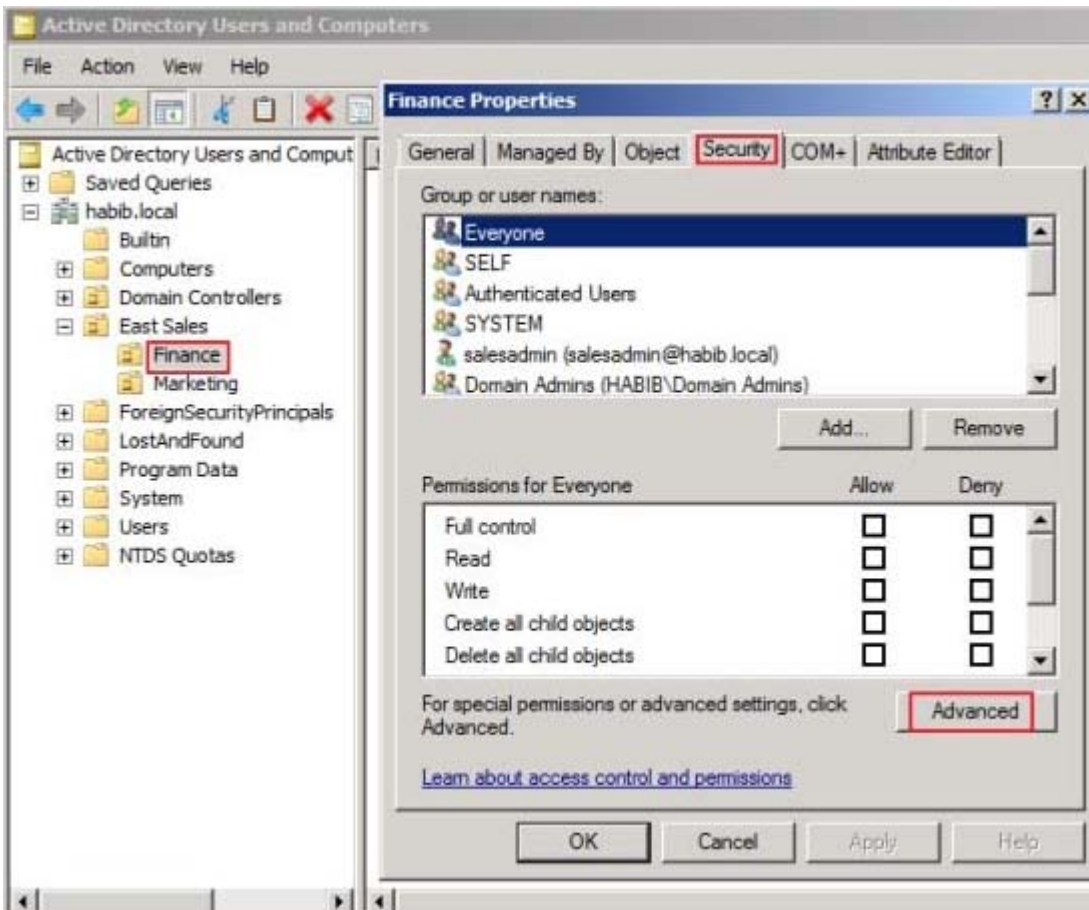 Active Directory Users and Computers
File Action View Help
Active Directory Users and Comput
Saved Queries
habib.local
Builtin
Computers
Domain Controllers
East Sales
Finance
Marketing
ForeignSecurityPrincipals
LostAndFound
Program Data
System
Users
NTDS Quotas
Finance Properties
General Managed By Object Security COM+ Attribute Editor
Group or user names:
Everyone
SELF
Authenticated Users
SYSTEM
salesadmin (salesadmin@habib.local)
Domain Admins (HABIB\Domain Admins)
Add... Remove
Permissions for Everyone Allow Deny
Full control
Read
Write
Create all child objects
Delete all child objects
For special permissions or advanced settings, click
Advanced.
Advanced
Learn about access control and permissions
OK Cancel Apply Help